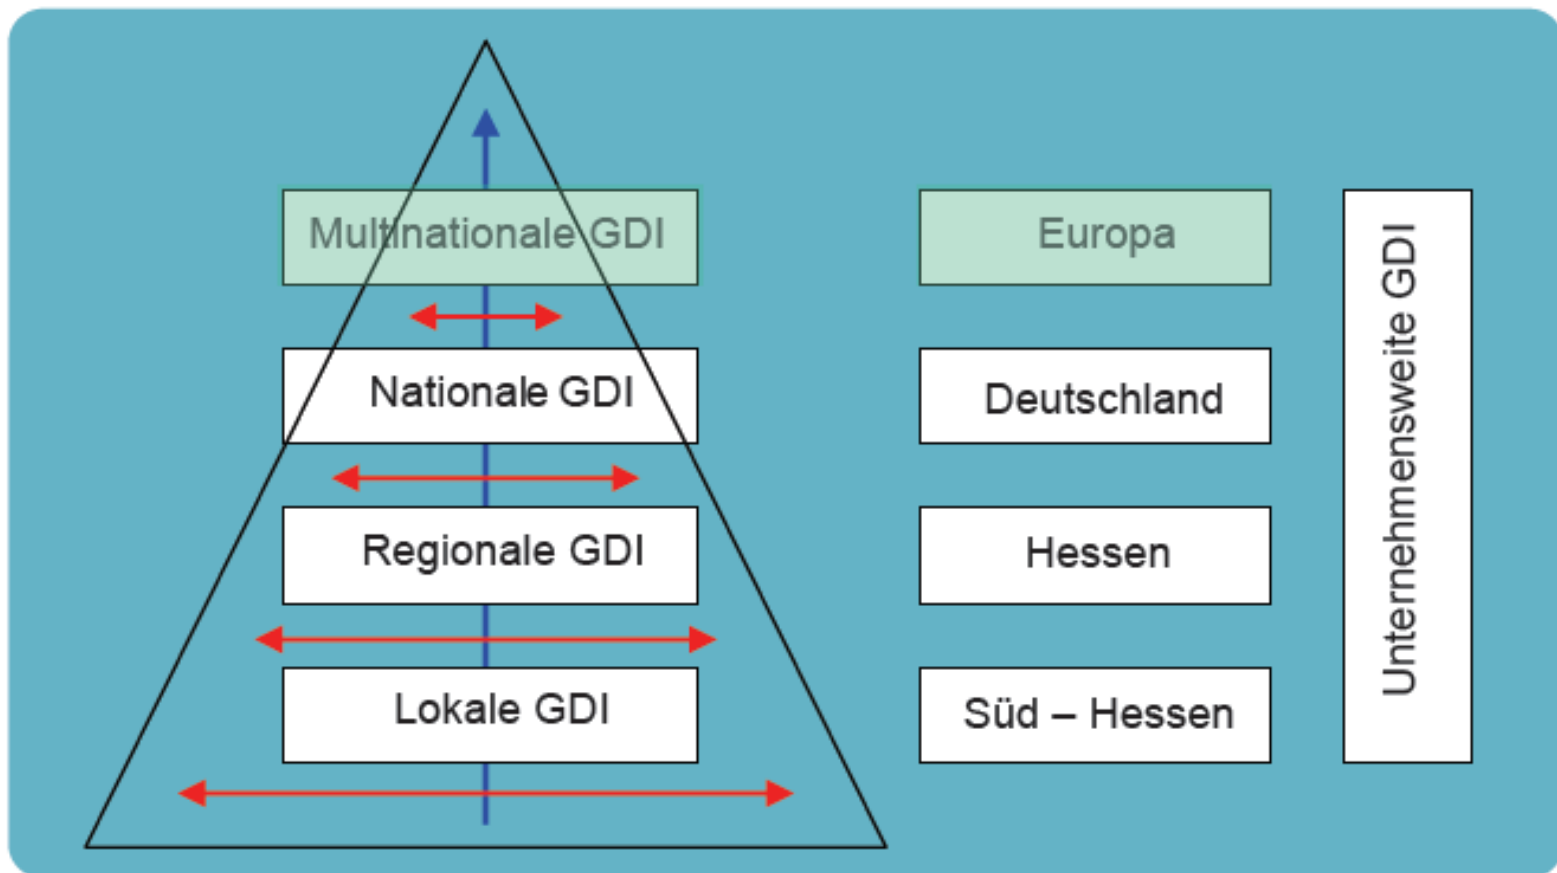 Multinationale GDI
Europa
Nationale GDI
Deutschland
Regionale GDI
Hessen
Lokale GDI
Süd – Hessen
Unternehmensweite GDI